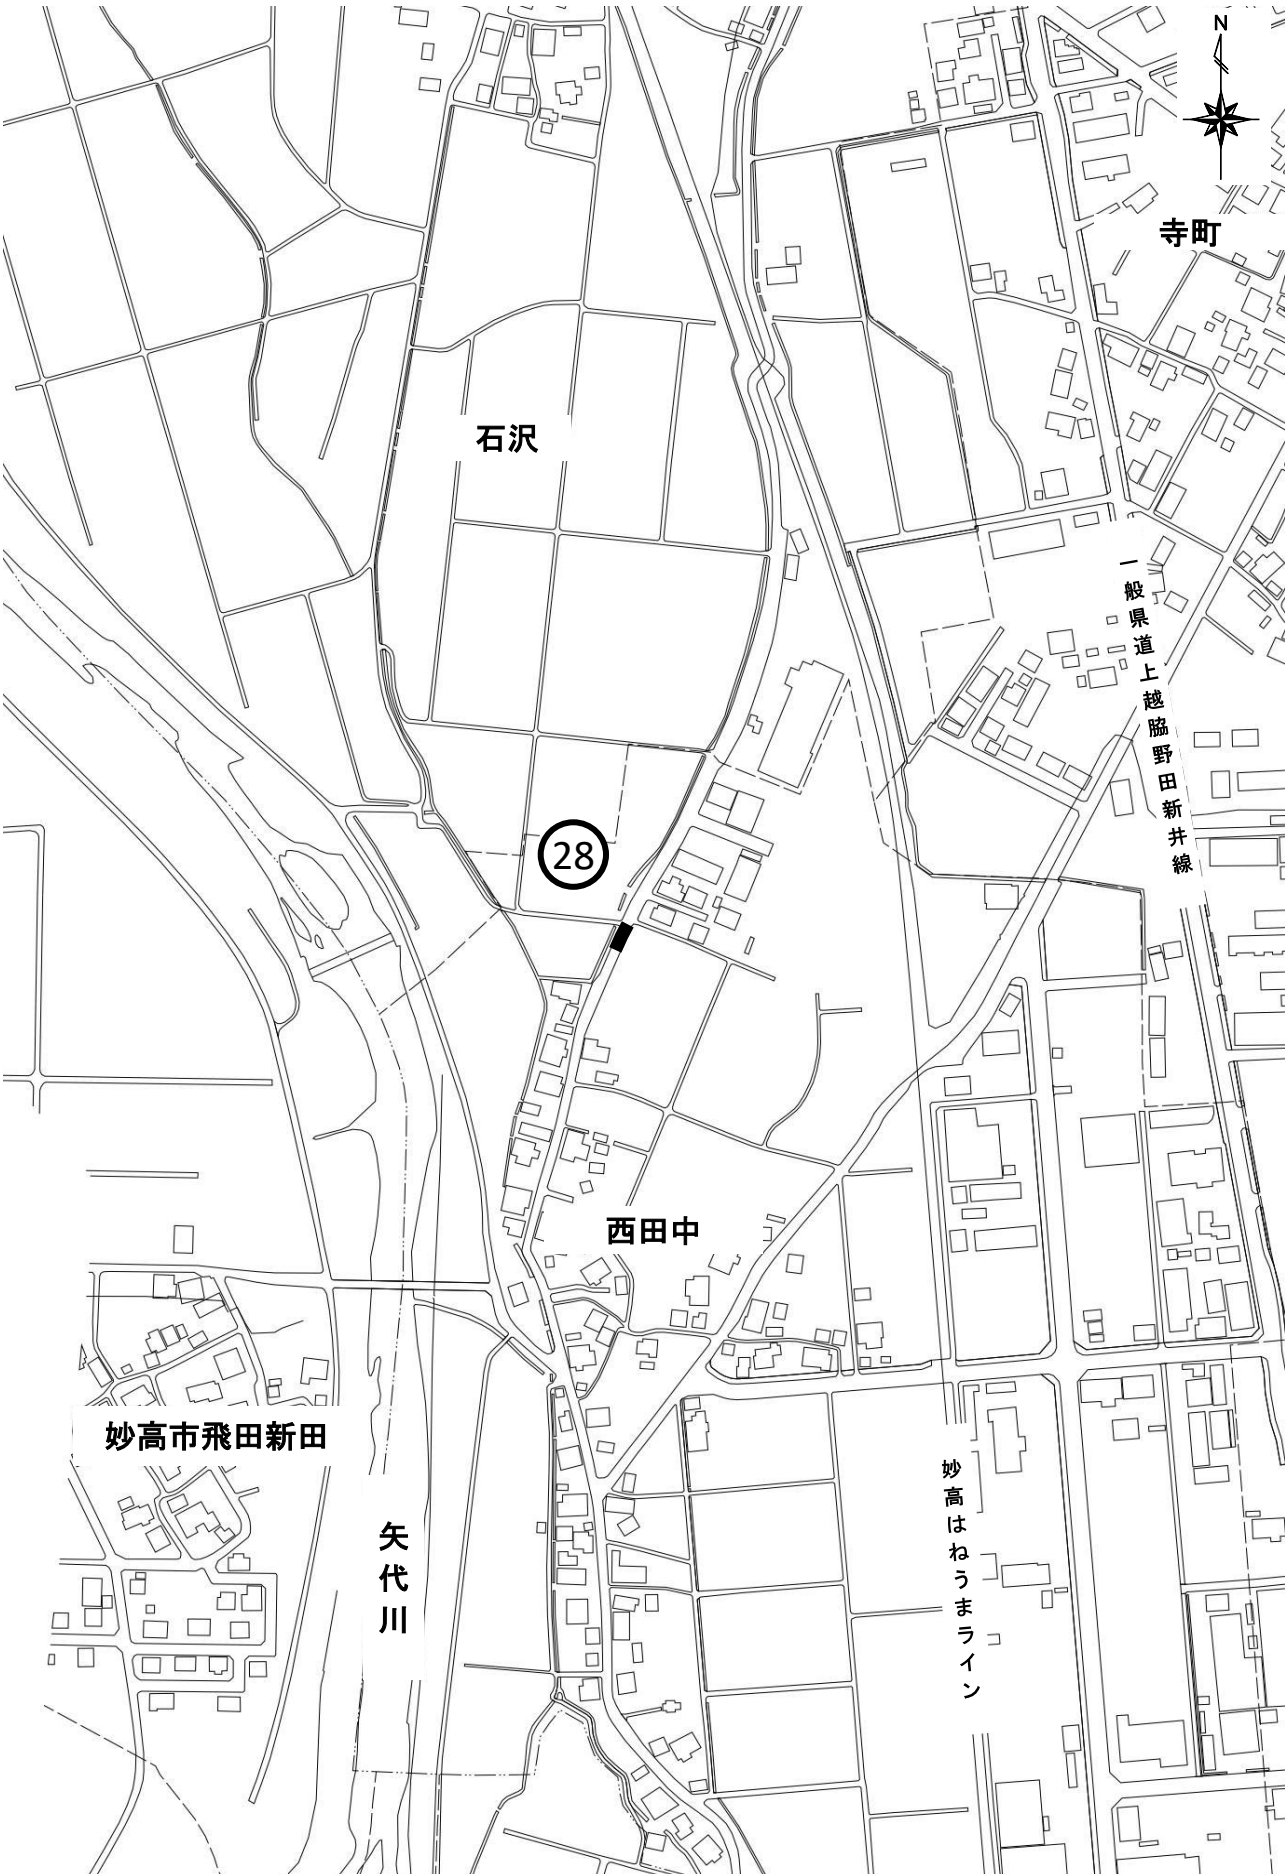 N
寺町
石沢
一般県道上越脇野田新井線
28
西田中
妙高市飛田新田
矢代川
妙高はねうまライン